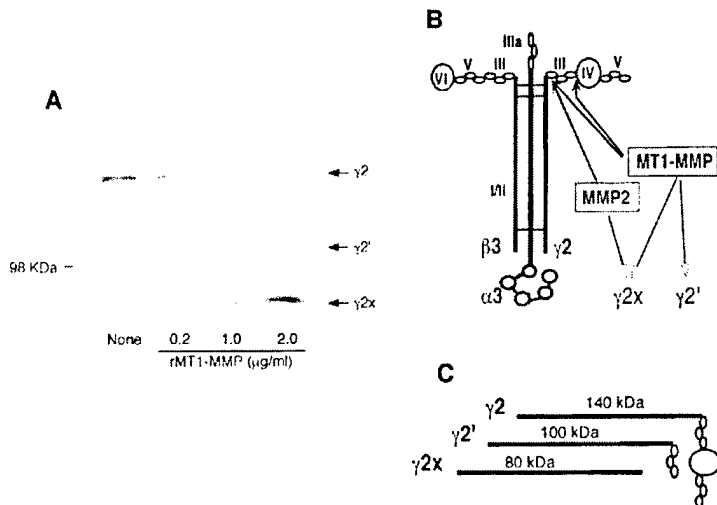 A
γ2
γ2'
98 KDa
γ2x
None 0.2 1.0 2.0
rMT1-MMP (μg/ml)
B
IIIa
V III III V
VI IV
MT1-MMP
I/II
MMP2
β3 γ2
α3
γ2x γ2'
C
γ2 140 kDa
γ2' 100 kDa
γ2x 80 kDa